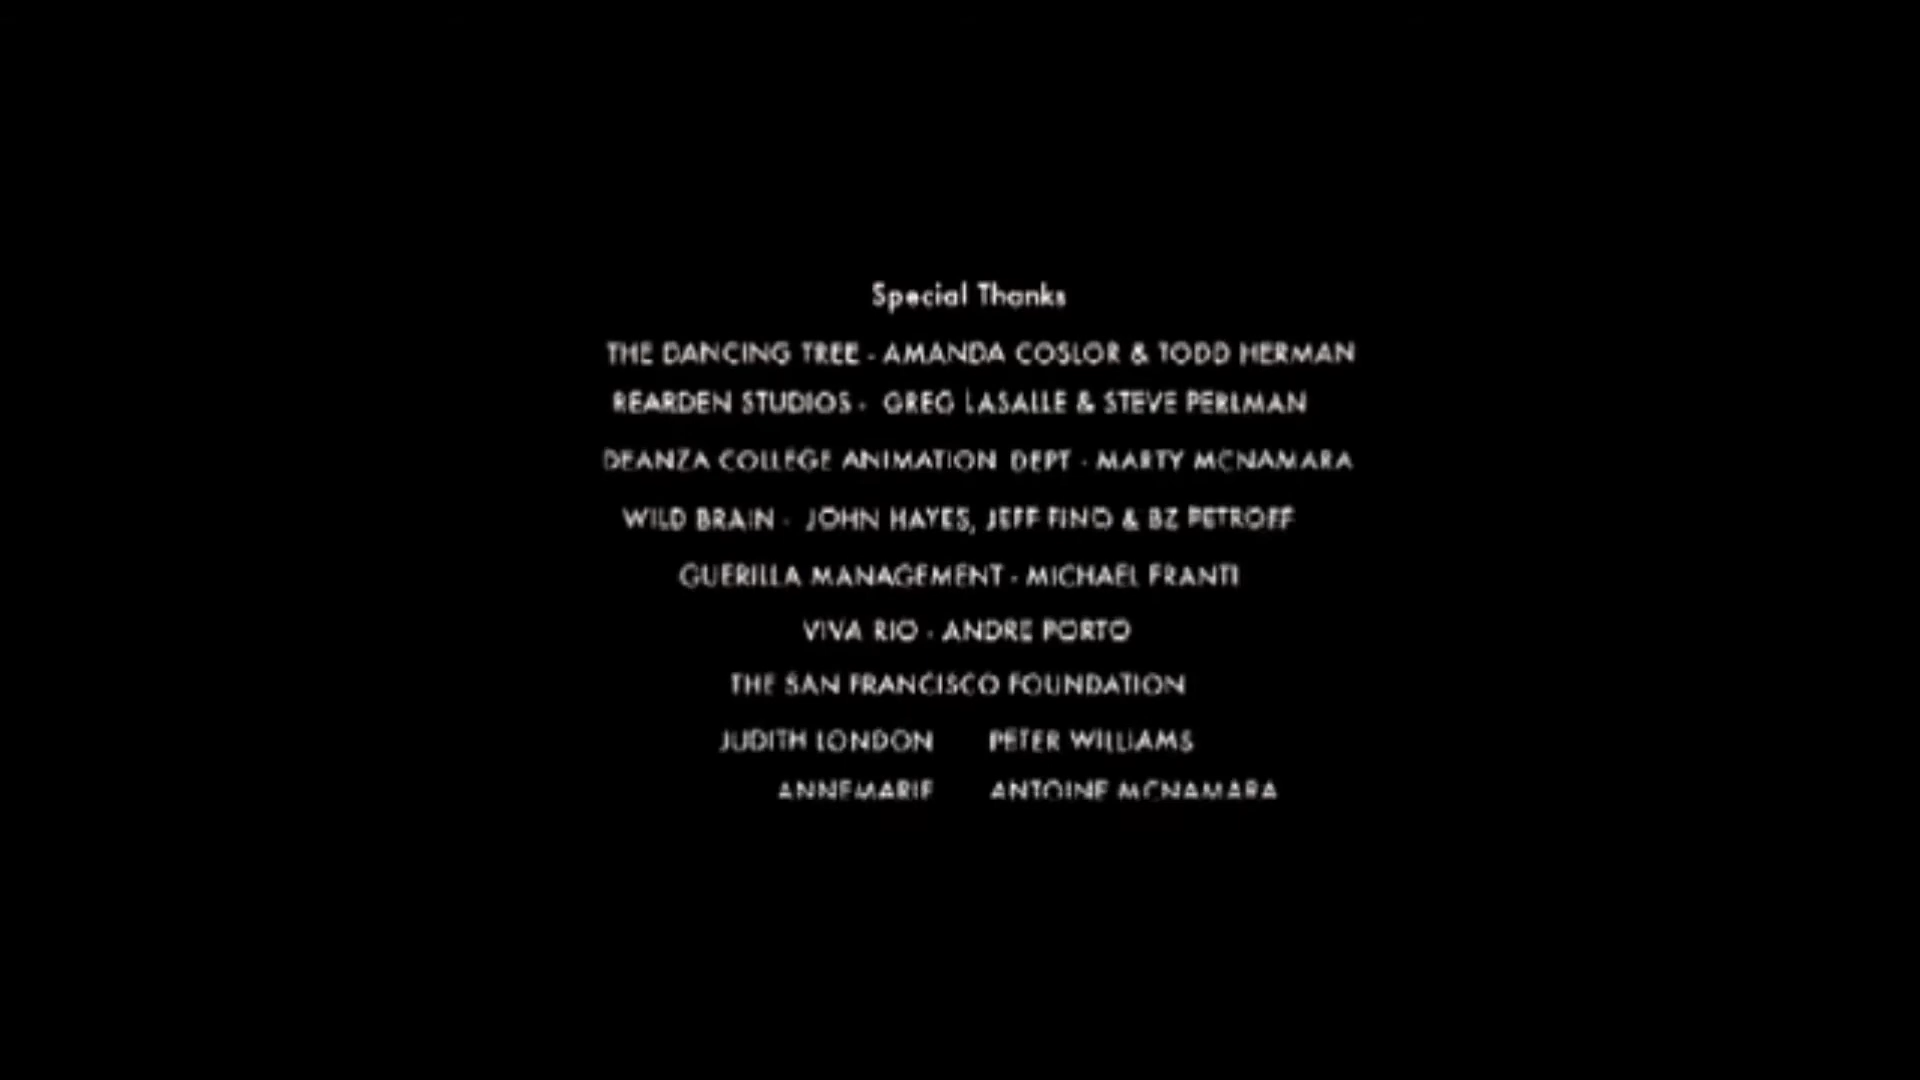 Special Thanks
THE DANCING TREE - AMANDA COSLOR & TODD HERMAN
REARDEN STUDIOS - GREG LASALLE & STEVE PERLMAN
DEANZA COLLEGE ANIMATION DEPT - MARTY MCNAMARA
WILD BRAIN - JOHN HAYES, JEFF FINO & BZ PETROFF
GUERILLA MANAGEMENT - MICHAEL FRANTI
VIVA RIO - ANDRE PORTO
THE SAN FRANCISCO FOUNDATION
JUDITH LONDON PETER WILLIAMS
ANNEMARIE ANTOINE MCNAMARA